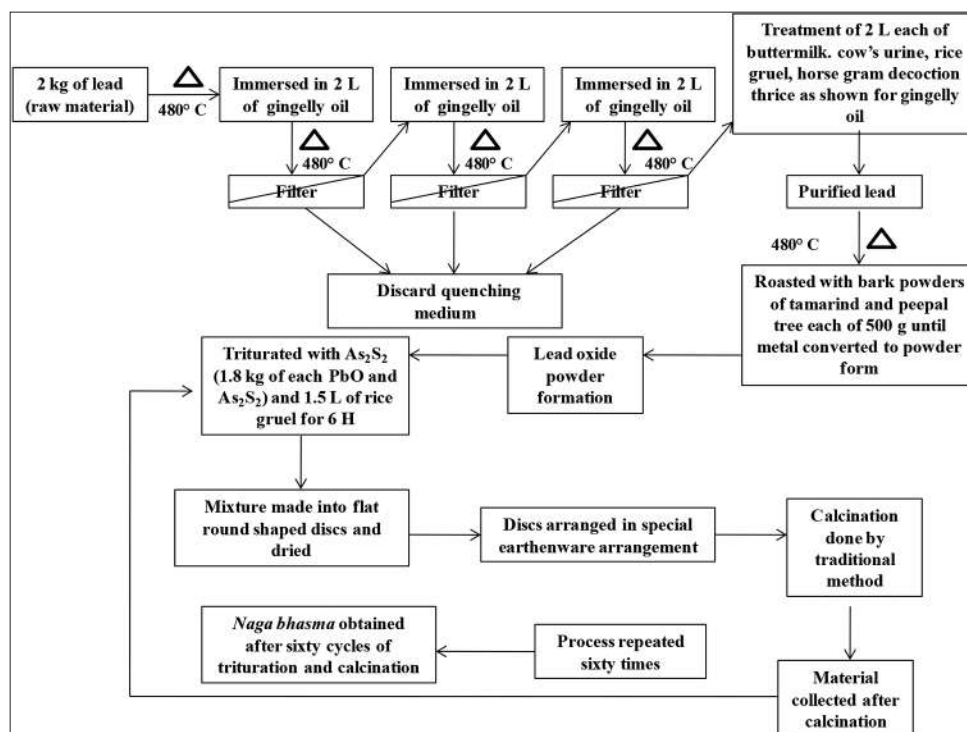 2 kg of lead
(raw material)
480° C
Immersed in 2 L
of gingelly oil
480° C
Filter
Immersed in 2 L
of gingelly oil
480° C
Filter
Immersed in 2 L
of gingelly oil
480° C
Filter
Discard quenching
medium
Treatment of 2 L each of
buttermilk. cow's urine, rice
gruel, horse gram decoction
thrice as shown for gingelly
oil
Purified lead
480° C
Roasted with bark powders
of tamarind and peepal
tree each of 500 g until
metal converted to powder
form
Lead oxide
powder
formation
Triturated with As₂S₂
(1.8 kg of each PbO and
As₂S₂) and 1.5 L of rice
gruel for 6 H
Mixture made into flat
round shaped discs and
dried
Discs arranged in special
earthenware arrangement
Calcination
done by
traditional
method
Material
collected after
calcination
Process repeated
sixty times
Naga bhasma obtained
after sixty cycles of
trituration and calcination